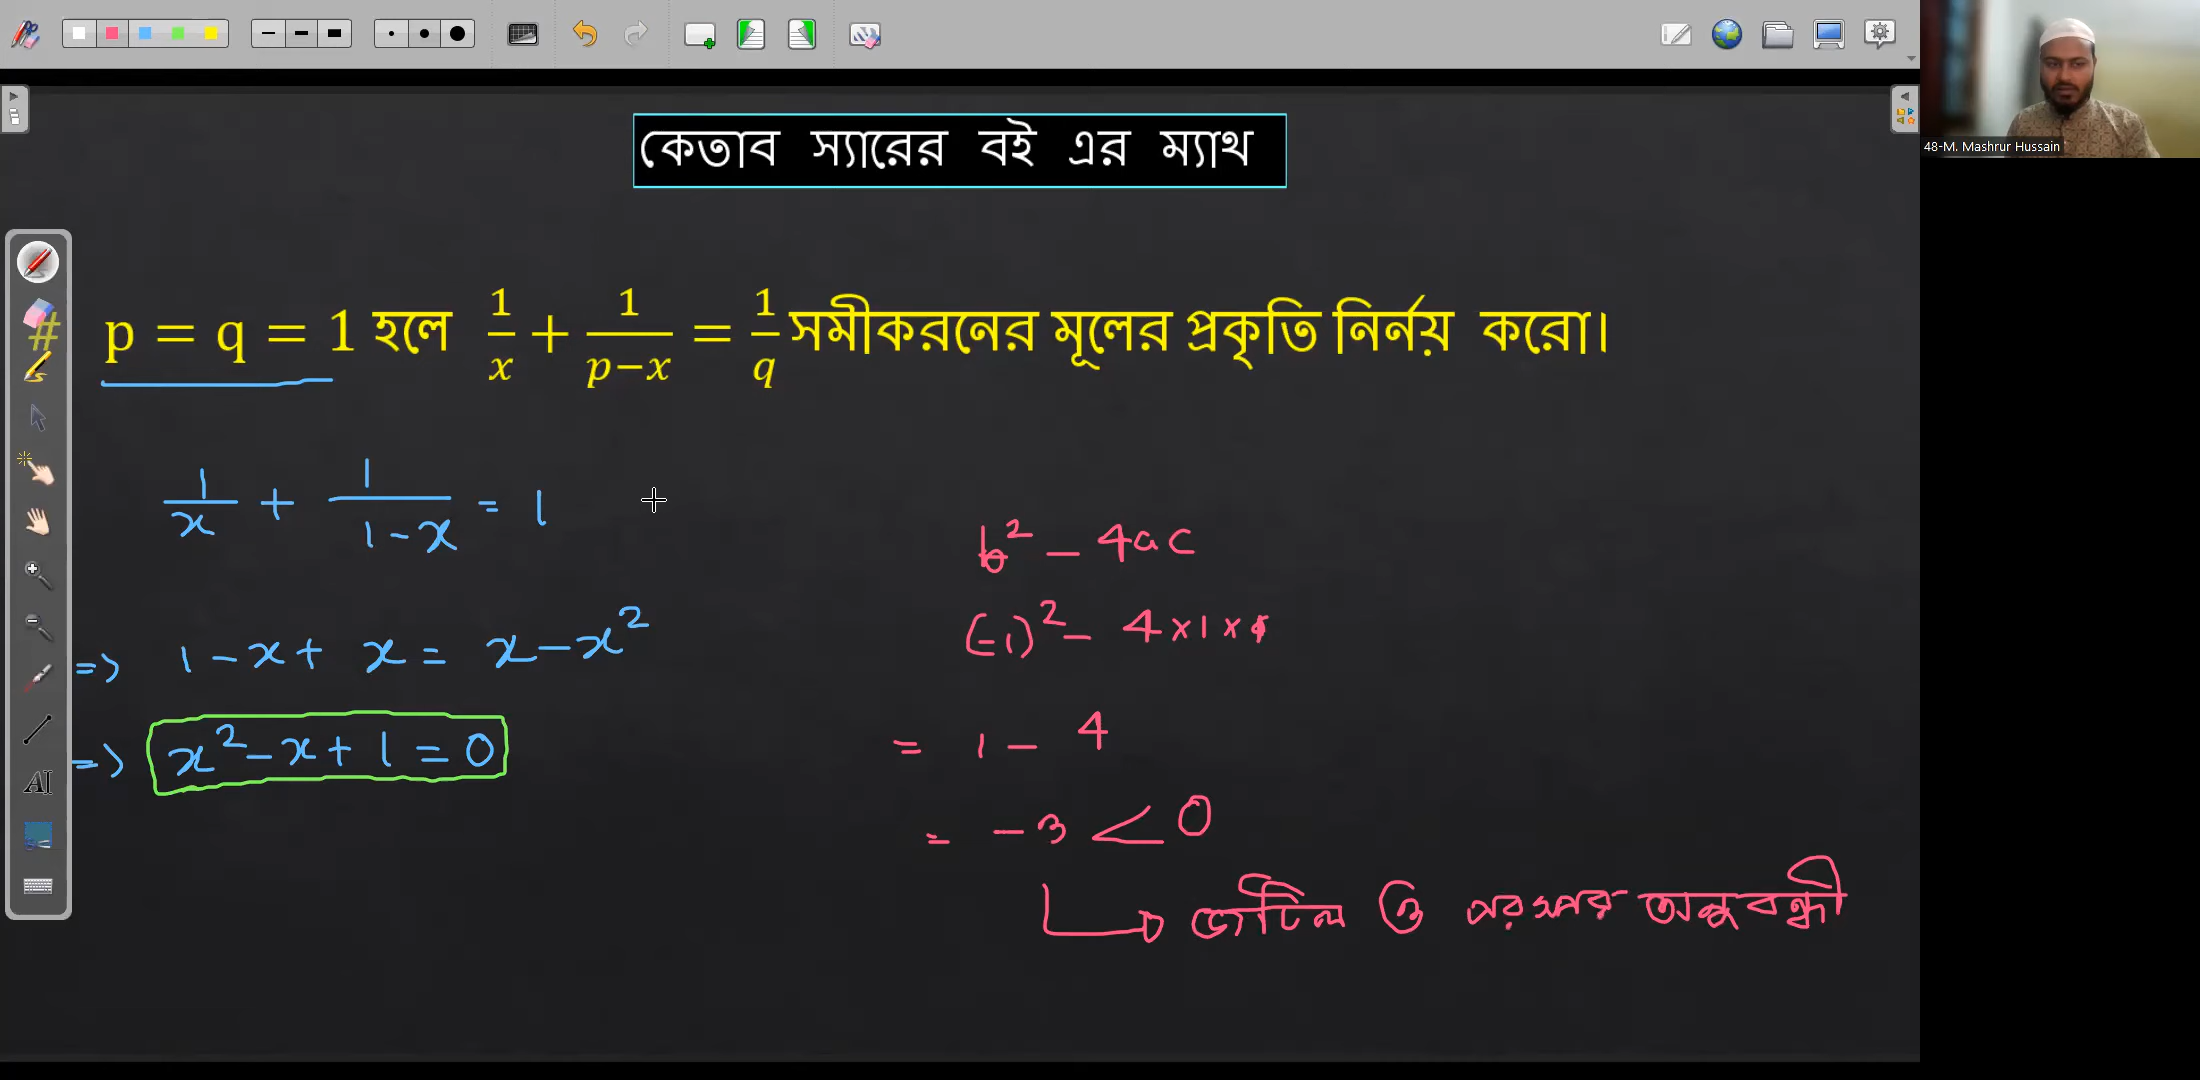 48-M. Mashrur Hussain
কেতাব স্যারের বই এর ম্যাথ
# p = q = 1 হলে 1/x + 1/(p−x) = 1/q সমীকরনের মূলের প্রকৃতি নির্নয় করো।
1/x + 1/(1-x) = 1
=> 1-x+x = x-x²
=> x²-x+1=0
b² - 4ac
(-1)² - 4×1×1
= 1 - 4
= -3 < 0
জটিল ও পরস্পর অনুবন্ধী
AI